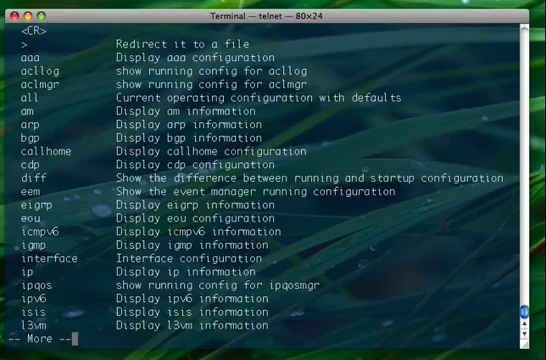 Terminal — telnet — 80×24
<CR>
> Redirect it to a file
aaa Display aaa configuration
acllog show running config for acllog
aclmgr show running config for aclmgr
all Current operating configuration with defaults
am Display am information
arp Display arp information
bgp Display bgp information
callhome Display callhome configuration
cdp Display cdp configuration
diff Show the difference between running and startup configuration
eem Show the event manager running configuration
eigrp Display eigrp information
eou Display eou configuration
icmpv6 Display icmpv6 information
igmp Display igmp information
interface Interface configuration
ip Display ip information
ipqos show running config for ipqosmgr
ipv6 Display ipv6 information
isis Display isis information
l3vm Display l3vm information
-- More --